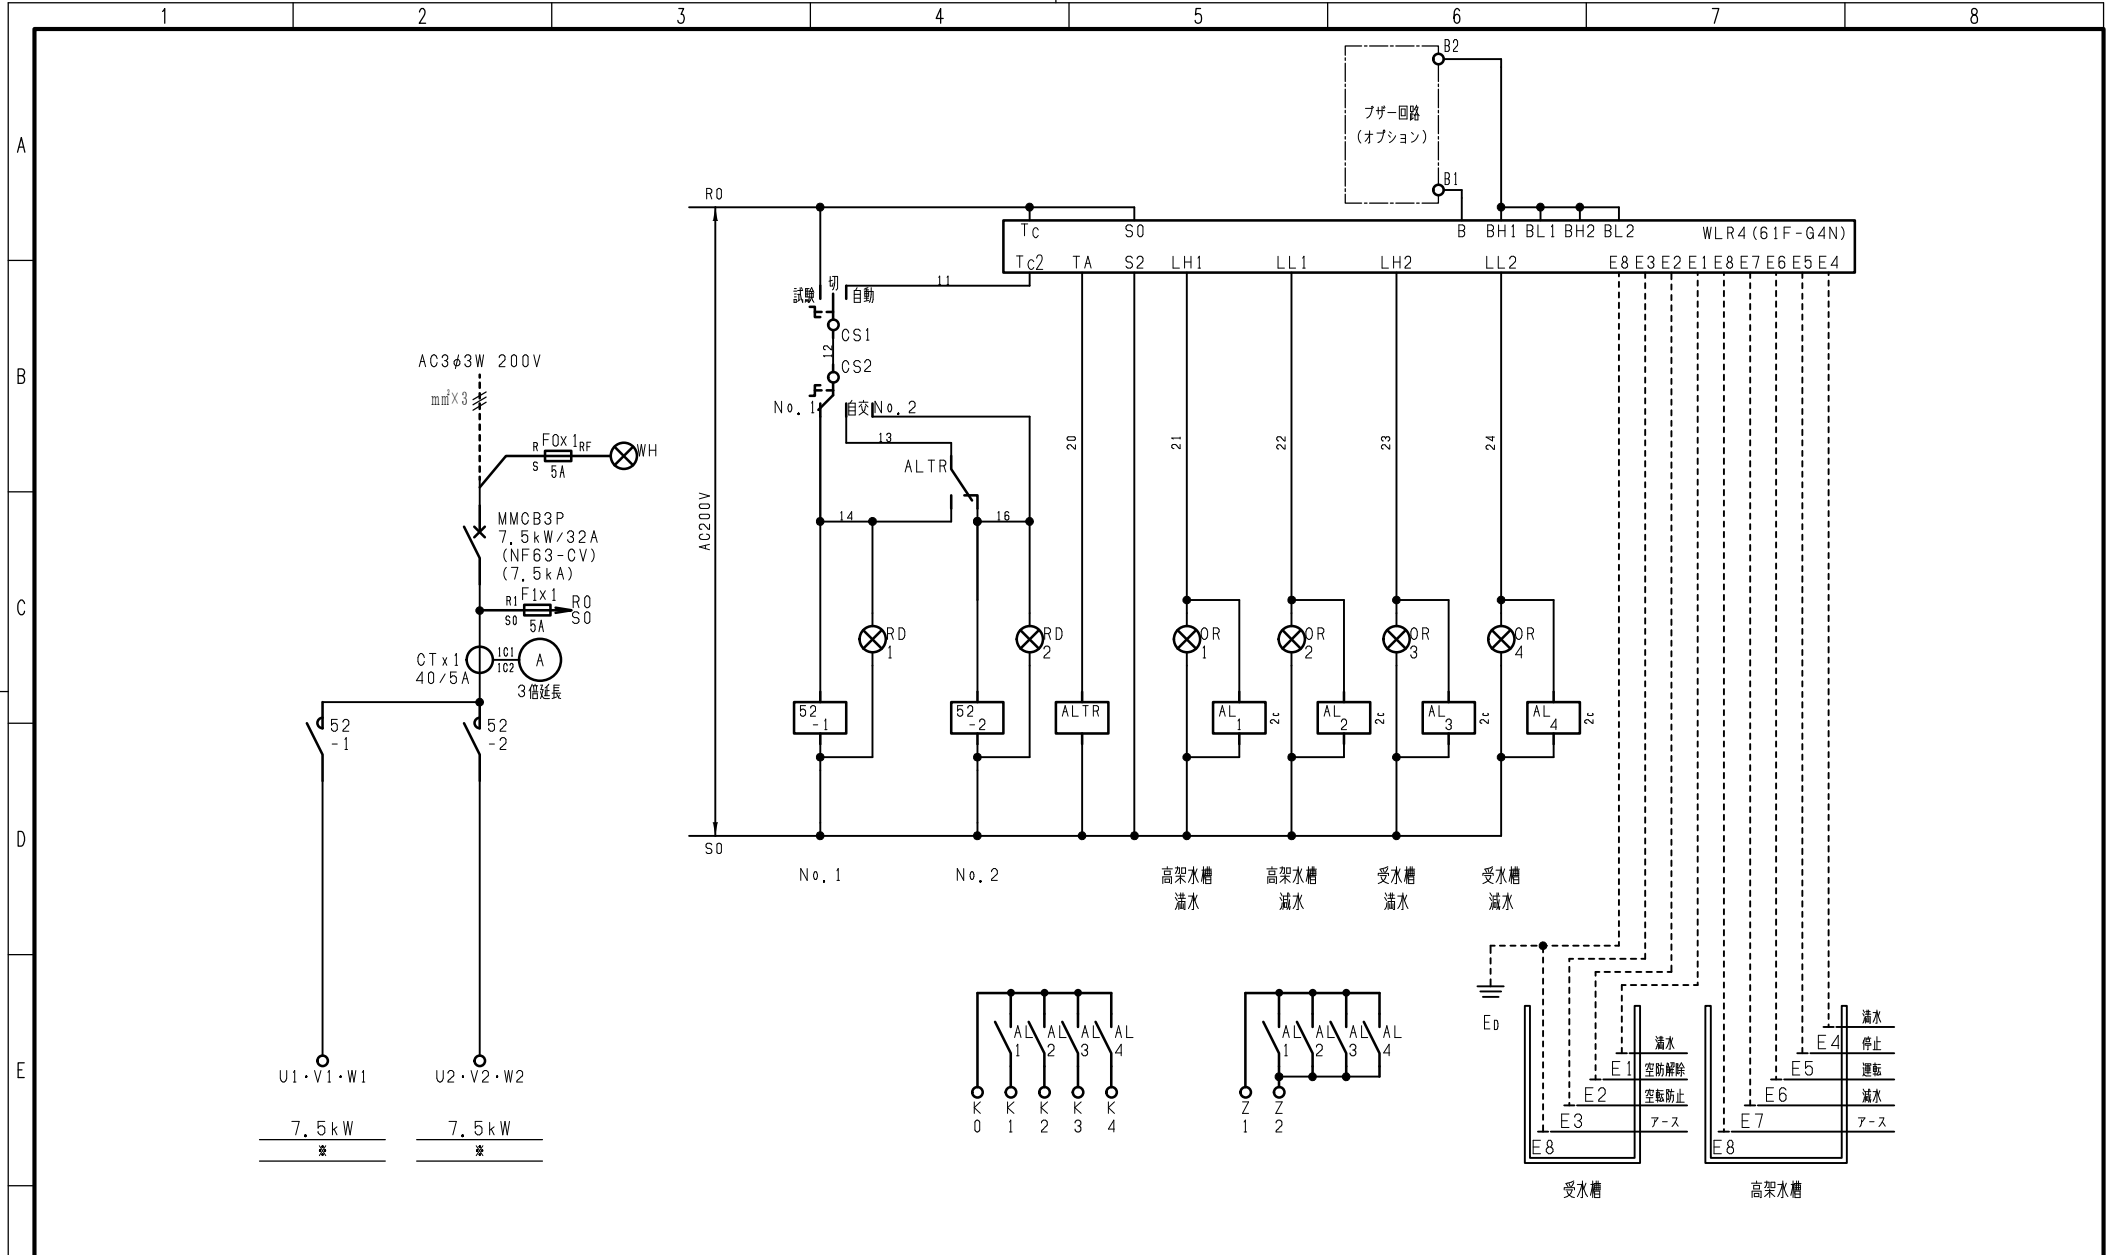 1 2 3 4 5 6 7 8
A
B
C
D
E
B2
ブザー回路
(オプション)
B1
R0
Tc S0 B BH1 BL1 BH2 BL2 WLR4(61F-G4N)
Tc2 TA S2 LH1 LL1 LH2 LL2 E8 E3 E2 E1 E8 E7 E6 E5 E4
11
試験 切 自動
CS1
12
CS2
No.1 自交 No.2
13
ALTR
14
16
20
21
22
23
24
AC200V
AC3φ3W 200V
mm²×3
R F0x1 RF
S 5A
WH
MMCB3P
7.5kW/32A
(NF63-CV)
(7.5kA)
R1 F1x1 R0
S0 5A S0
CTx1
40/5A
1C1
1C2
A
3倍延長
52
-1
52
-2
RD
1
RD
2
OR
1
OR
2
OR
3
OR
4
52
-1
52
-2
ALTR
AL
1
2c
AL
2
2c
AL
3
2c
AL
4
2c
S0
No.1
No.2
高架水槽
満水
高架水槽
減水
受水槽
満水
受水槽
減水
U1・V1・W1
U2・V2・W2
7.5kW
※
7.5kW
※
AL
1
AL
2
AL
3
AL
4
K
0
K
1
K
2
K
3
K
4
AL
1
AL
2
AL
3
AL
4
Z
1
Z
2
ED
満水
E1 空防解除
E2 空転防止
E3 アース
E8
受水槽
満水
E4 停止
E5 運転
E6 減水
E7 アース
E8
高架水槽